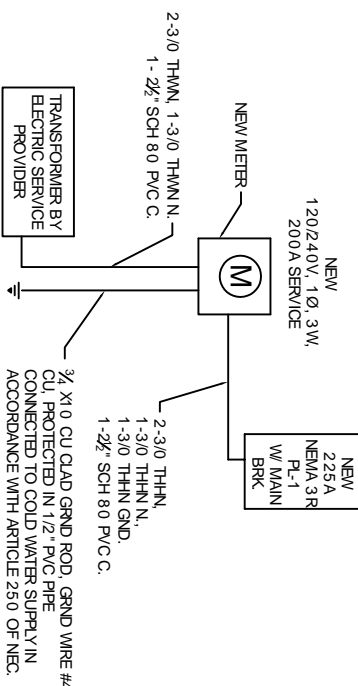 NEW
120/240V, 1Ø, 3W,
200A SERVICE
NEW METER
M
NEW
225A
NEMA 3R
PL-1
W/ MAIN
BRK
2-3/0 THWN, 1-3/0 THWN N.
1- 2½" SCH 80 PVC C.
2-3/0 THHN,
1-3/0 THHN N.,
1-3/0 THHN GND.
1-2½" SCH 80 PVC C.
TRANSFORMER BY
ELECTRIC SERVICE
PROVIDER
¾ X10 CU CLAD GRND ROD, GRND WIRE #4
CU, PROTECTED IN 1/2" PVC PIPE
CONNECTED TO COLD WATER SUPPLY IN
ACCORDANCE WITH ARTICLE 250 OF NEC.